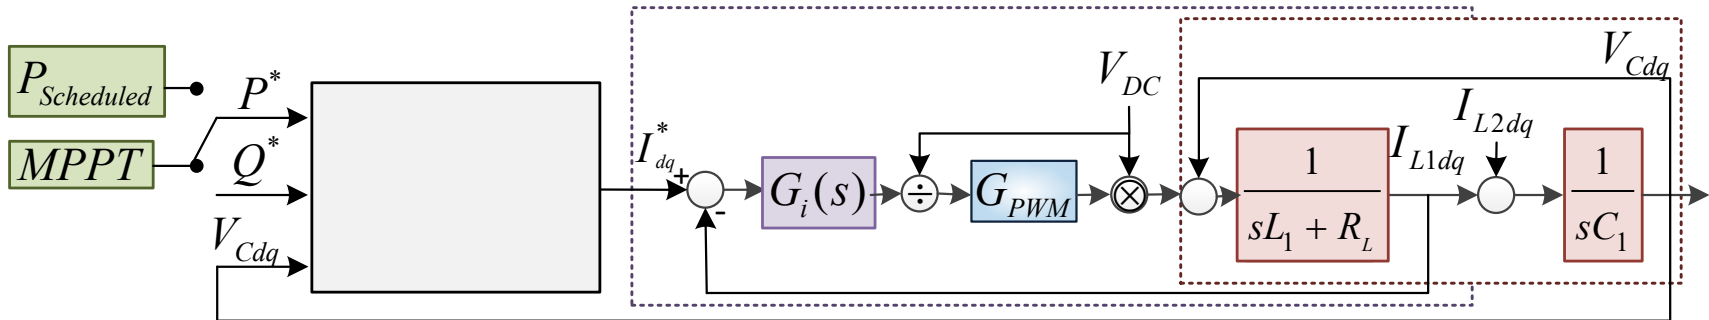 P_Scheduled
MPPT
P^*
Q^*
V_Cdq
I^*_dq
+
-
G_i(s)
÷
G_PWM
V_DC
×
V_Cdq
1
sL_1 + R_L
I_L1dq
I_L2dq
1
sC_1